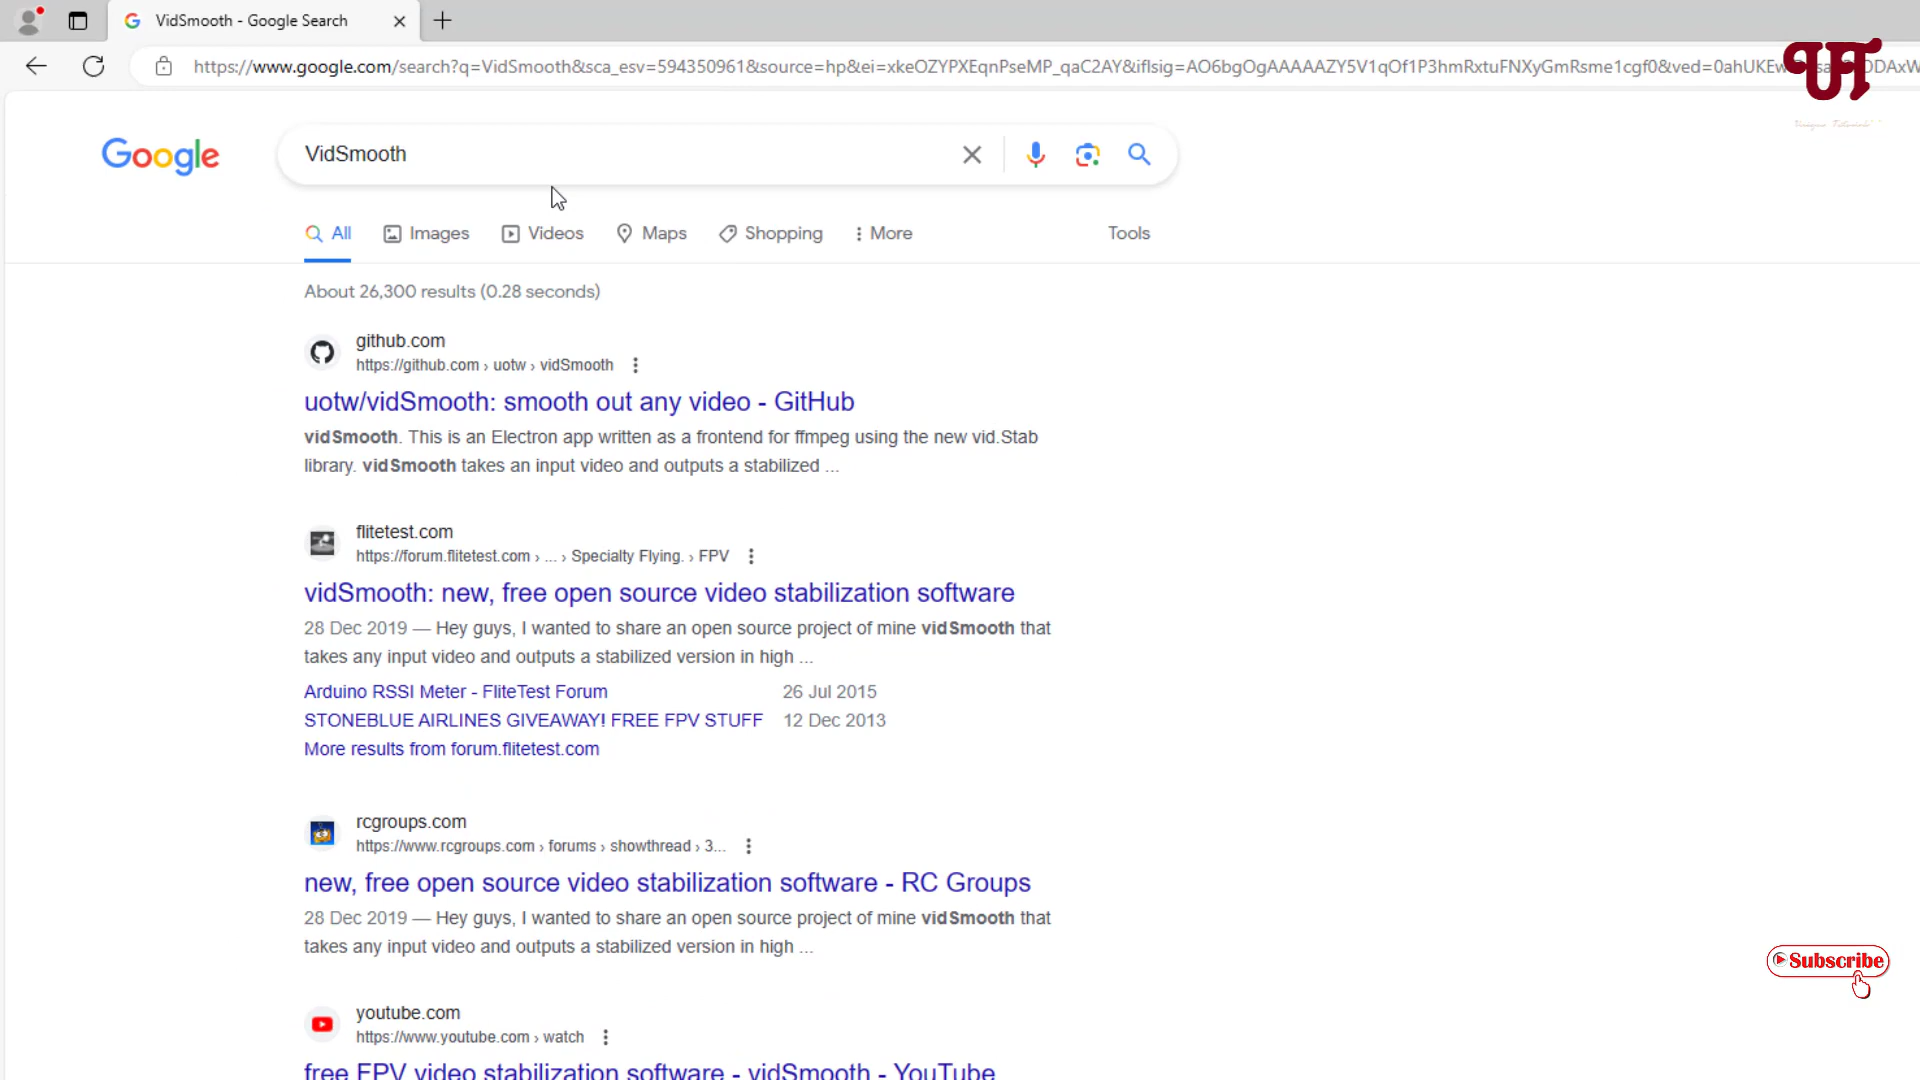 VidSmooth - Google Search
https://www.google.com/search?q=VidSmooth&sca_esv=594350961&source=hp&ei=xkeOZYPXEqnPseMP_qaC2AY&iflsig=AO6bgOgAAAAAZY5V1qOf1P3hmRxtuFNXyGmRsme1cgf0&ved=0ahUKEw
UT
Google
VidSmooth
All Images Videos Maps Shopping More Tools
About 26,300 results (0.28 seconds)
github.com
https://github.com › uotw › vidSmooth
uotw/vidSmooth: smooth out any video - GitHub
vidSmooth. This is an Electron app written as a frontend for ffmpeg using the new vid.Stab
library. vidSmooth takes an input video and outputs a stabilized ...
flitetest.com
https://forum.flitetest.com › ... › Specialty Flying. › FPV
vidSmooth: new, free open source video stabilization software
28 Dec 2019 — Hey guys, I wanted to share an open source project of mine vidSmooth that
takes any input video and outputs a stabilized version in high ...
Arduino RSSI Meter - FliteTest Forum 26 Jul 2015
STONEBLUE AIRLINES GIVEAWAY! FREE FPV STUFF 12 Dec 2013
More results from forum.flitetest.com
rcgroups.com
https://www.rcgroups.com › forums › showthread › 3...
new, free open source video stabilization software - RC Groups
28 Dec 2019 — Hey guys, I wanted to share an open source project of mine vidSmooth that
takes any input video and outputs a stabilized version in high ...
Subscribe
youtube.com
https://www.youtube.com › watch
free FPV video stabilization software - vidSmooth - YouTube